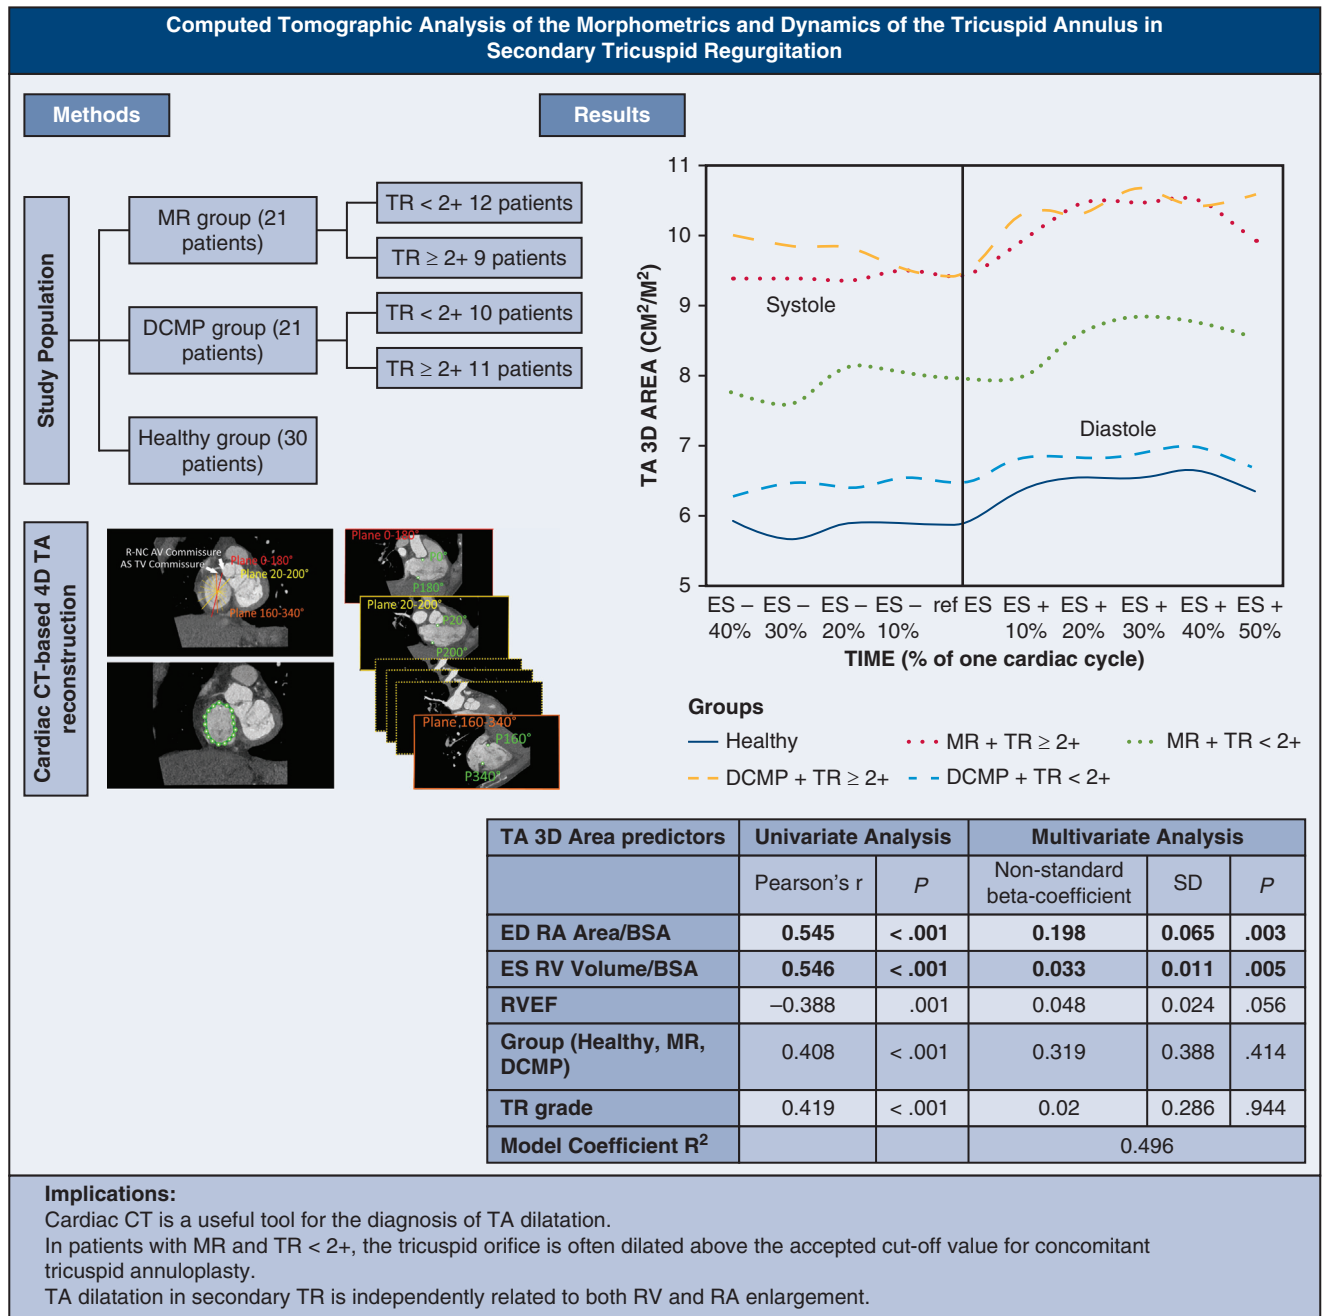 Computed Tomographic Analysis of the Morphometrics and Dynamics of the Tricuspid Annulus in
Secondary Tricuspid Regurgitation
Methods
Study Population
MR group (21
patients)
TR < 2+ 12 patients
TR ≥ 2+ 9 patients
DCMP group (21
patients)
TR < 2+ 10 patients
TR ≥ 2+ 11 patients
Healthy group (30
patients)
Cardiac CT-based 4D TA
reconstruction
R-NC AV Commissure
AS TV Commissure
Plane 0-180°
Plane 20-200°
Plane 160-340°
Plane 0-180°
P180°
Plane 20-200°
P20°
P200°
Plane 160-340°
P160°
P340°
Results
TA 3D AREA (CM²/M²)
11
10
9
8
7
6
5
Systole
Diastole
ES – ES – ES – ES – ref ES ES + ES + ES + ES + ES +
40% 30% 20% 10% 10% 20% 30% 40% 50%
TIME (% of one cardiac cycle)
Groups
Healthy MR + TR ≥ 2+ MR + TR < 2+
DCMP + TR ≥ 2+ DCMP + TR < 2+
TA 3D Area predictors Univariate Analysis Multivariate Analysis
Pearson's r P Non-standard
beta-coefficient SD P
ED RA Area/BSA 0.545 < .001 0.198 0.065 .003
ES RV Volume/BSA 0.546 < .001 0.033 0.011 .005
RVEF –0.388 .001 0.048 0.024 .056
Group (Healthy, MR,
DCMP) 0.408 < .001 0.319 0.388 .414
TR grade 0.419 < .001 0.02 0.286 .944
Model Coefficient R² 0.496
Implications:
Cardiac CT is a useful tool for the diagnosis of TA dilatation.
In patients with MR and TR < 2+, the tricuspid orifice is often dilated above the accepted cut-off value for concomitant
tricuspid annuloplasty.
TA dilatation in secondary TR is independently related to both RV and RA enlargement.